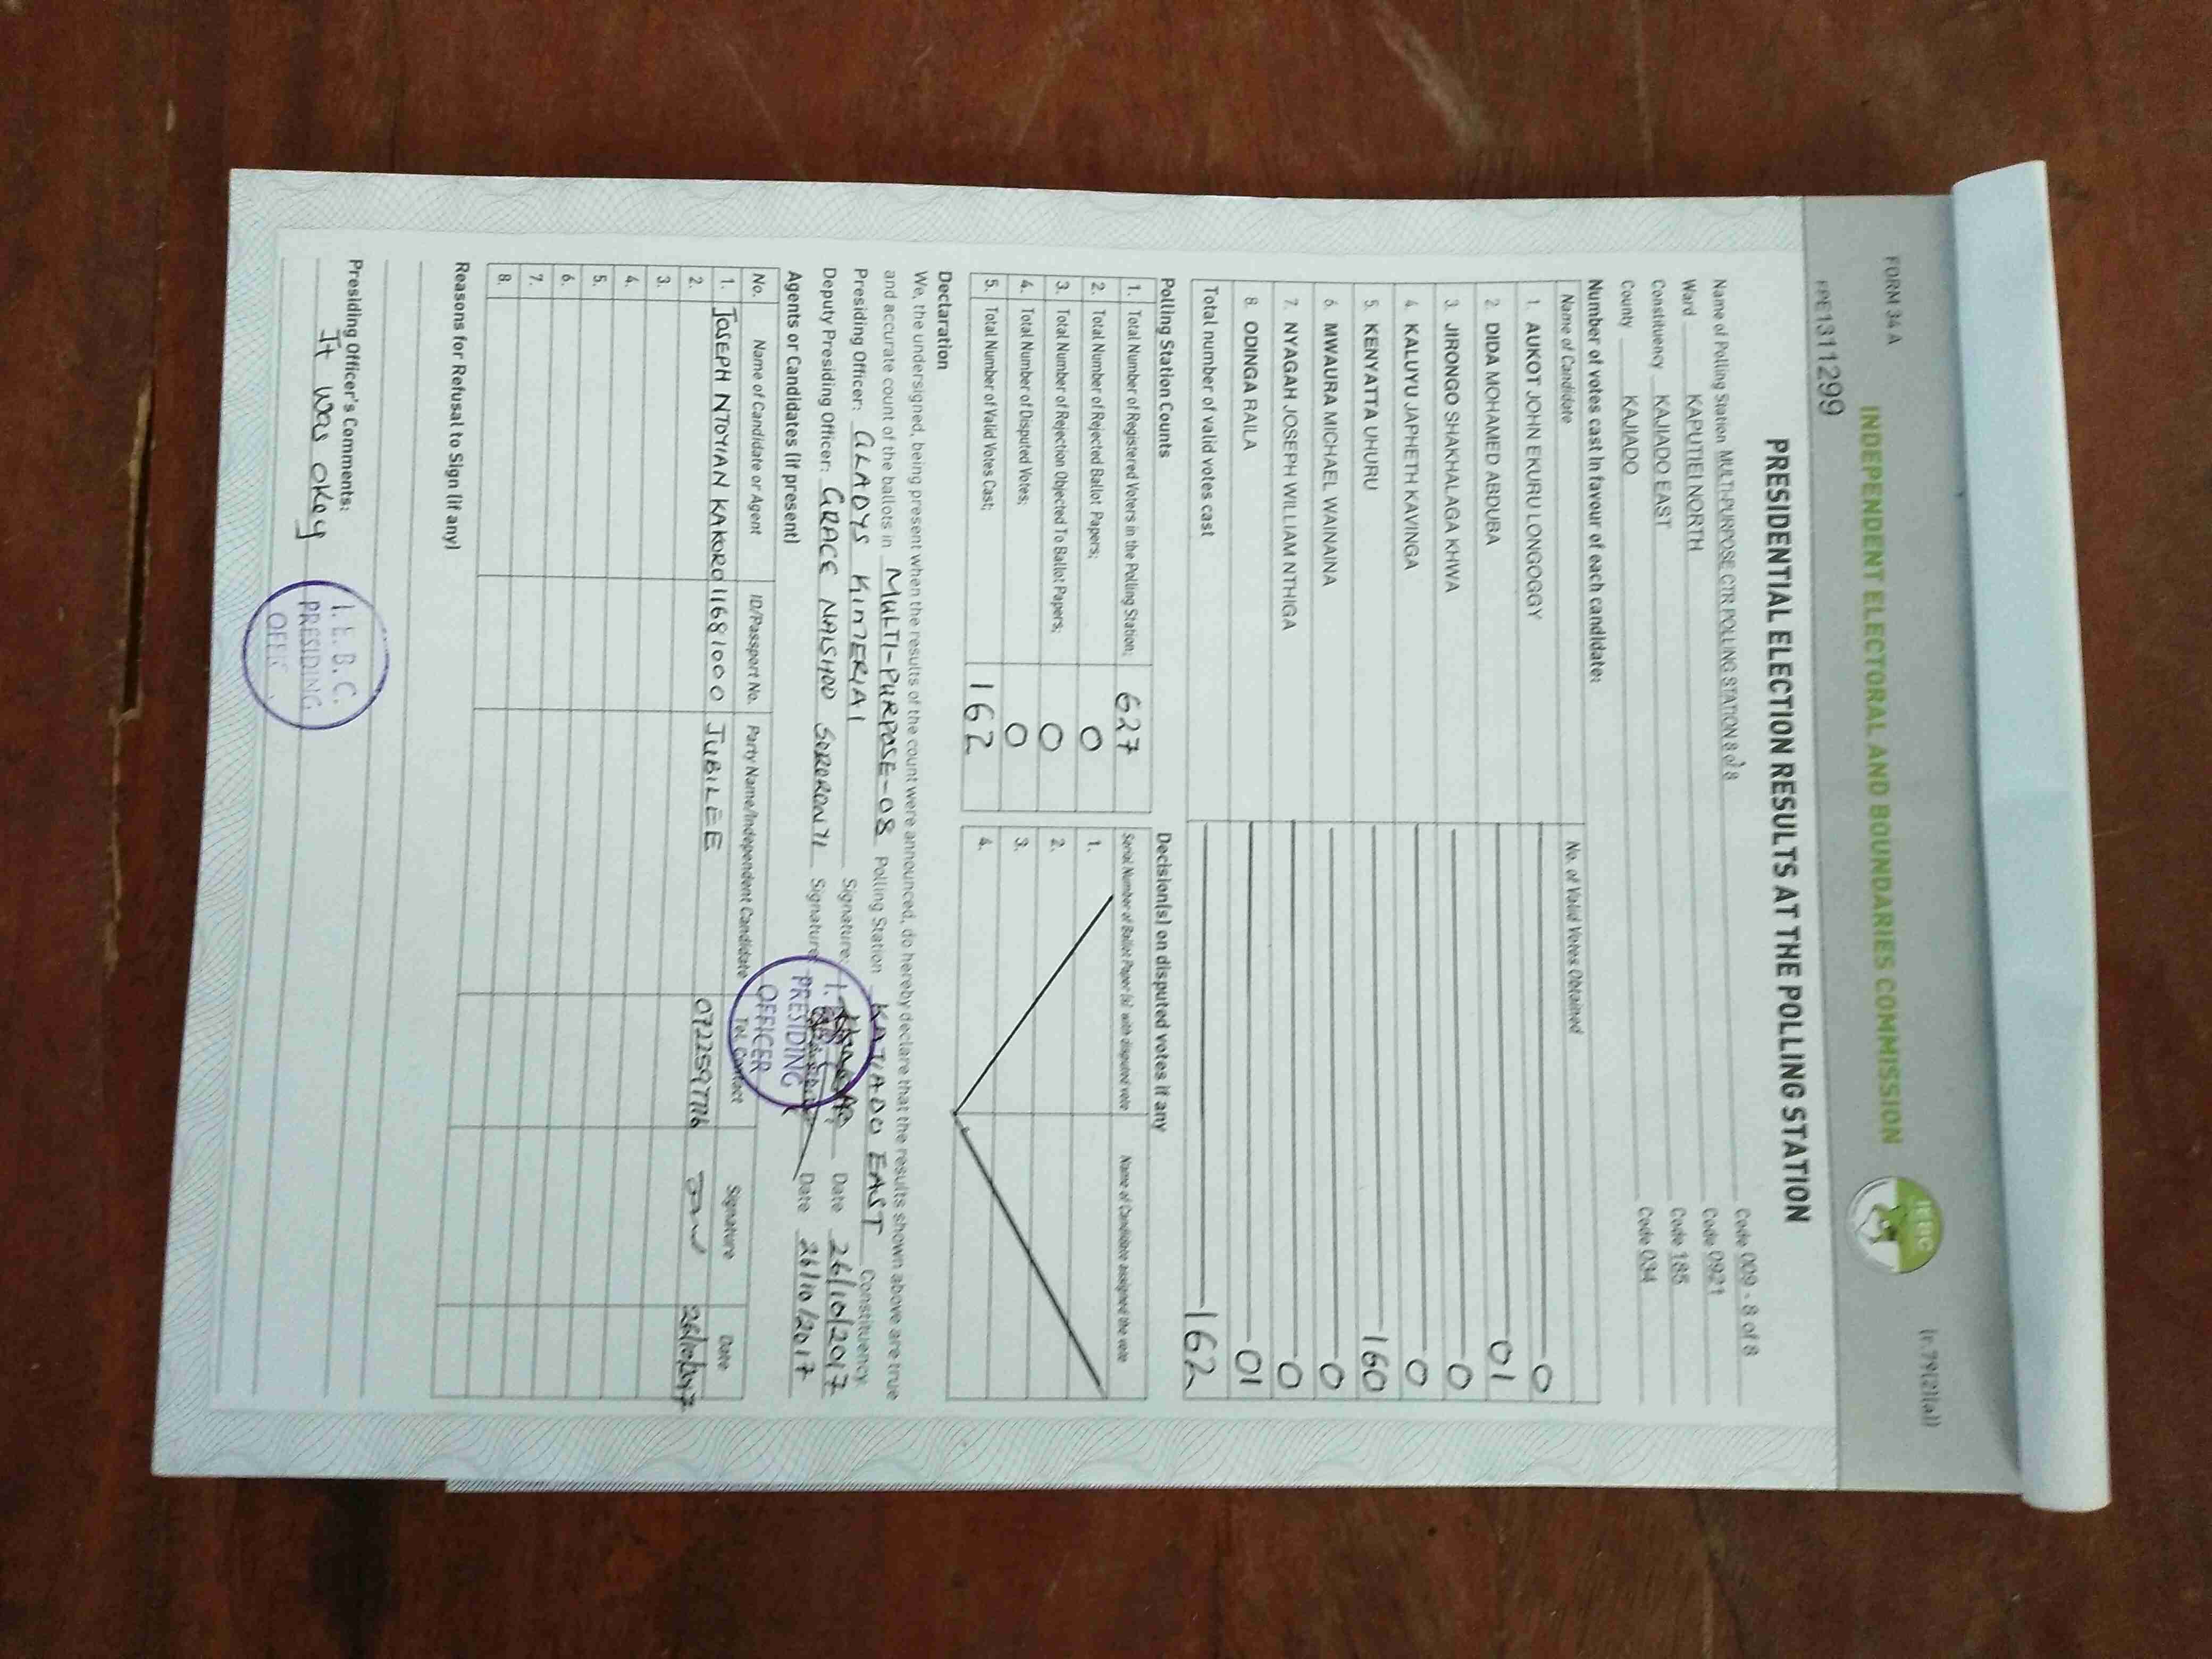 FORM 34 A
(r.79(2)(a))
INDEPENDENT ELECTORAL AND BOUNDARIES COMMISSION
IEBC
PRESIDENTIAL ELECTION RESULTS AT THE POLLING STATION
Name of Polling Station MULTI-PURPOSE CTR POLLING STATION 8 of 8 Code 009 - 8 of 8
Ward KAPUTIEI NORTH Code 0921
Constituency KAJIADO EAST Code 185
County KAJIADO Code 034
Number of votes cast in favour of each candidate:
Name of Candidate No. of Valid Votes Obtained
1. AUKOT JOHN EKURU LONGOGGY 0
2. DIDA MOHAMED ABDUBA 01
3. JIRONGO SHAKHALAGA KHWA 0
4. KALUYU JAPHETH KAVINGA 0
5. KENYATTA UHURU 160
6. MWAURA MICHAEL WAINAINA 0
7. NYAGAH JOSEPH WILLIAM NTHIGA 0
8. ODINGA RAILA 01
Total number of valid votes cast 162
Polling Station Counts
1. Total Number of Registered Voters in the Polling Station; 627
2. Total Number of Rejected Ballot Papers; 0
3. Total Number of Rejection Objected To Ballot Papers; 0
4. Total Number of Disputed Votes; 0
5. Total Number of Valid Votes Cast; 162
Decision(s) on disputed votes if any
Serial Number of Ballot Paper (s) with disputed vote Name of Candidate assigned the vote
1.
2.
3.
4.
Declaration
We, the undersigned, being present when the results of the count were announced, do hereby declare that the results shown above are true
and accurate count of the ballots in MULTI-PURPOSE-08 Polling Station KAJIADO EAST Constituency.
Presiding Officer: GLADYS KINTERIAI Signature: Date 26/10/2017
Deputy Presiding Officer: GRACE NAISHOO Signature Date 26/10/2017
I. PRESIDING OFFICER
Agents or Candidates (if present)
No. Name of Candidate or Agent ID/Passport No. Party Name/Independent Candidate Tel. Contact Signature Date
1. JOSEPH NTOYIAN KAKORO 11681000 JUBILEE 26/10/2017
2.
3.
4.
5.
6.
7.
8.
Reasons for Refusal to Sign (if any)
Presiding Officer's Comments:
It was okey
I.E.B.C.
PRESIDING